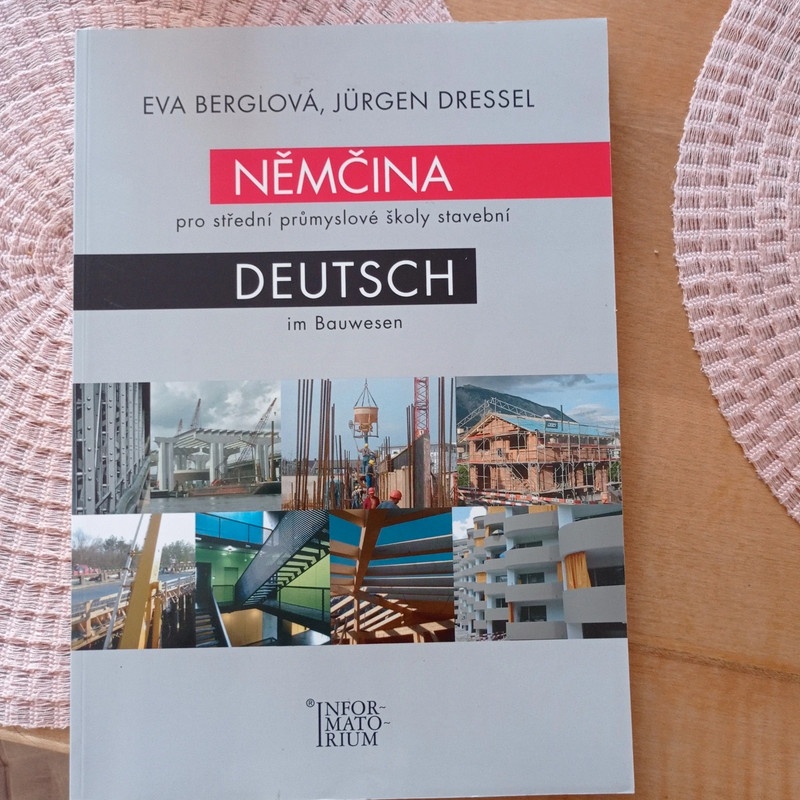 EVA BERGLOVÁ, JÜRGEN DRESSEL
NĚMČINA
pro střední průmyslové školy stavební
DEUTSCH
im Bauwesen
® INFOR~
MATO~
RIUM